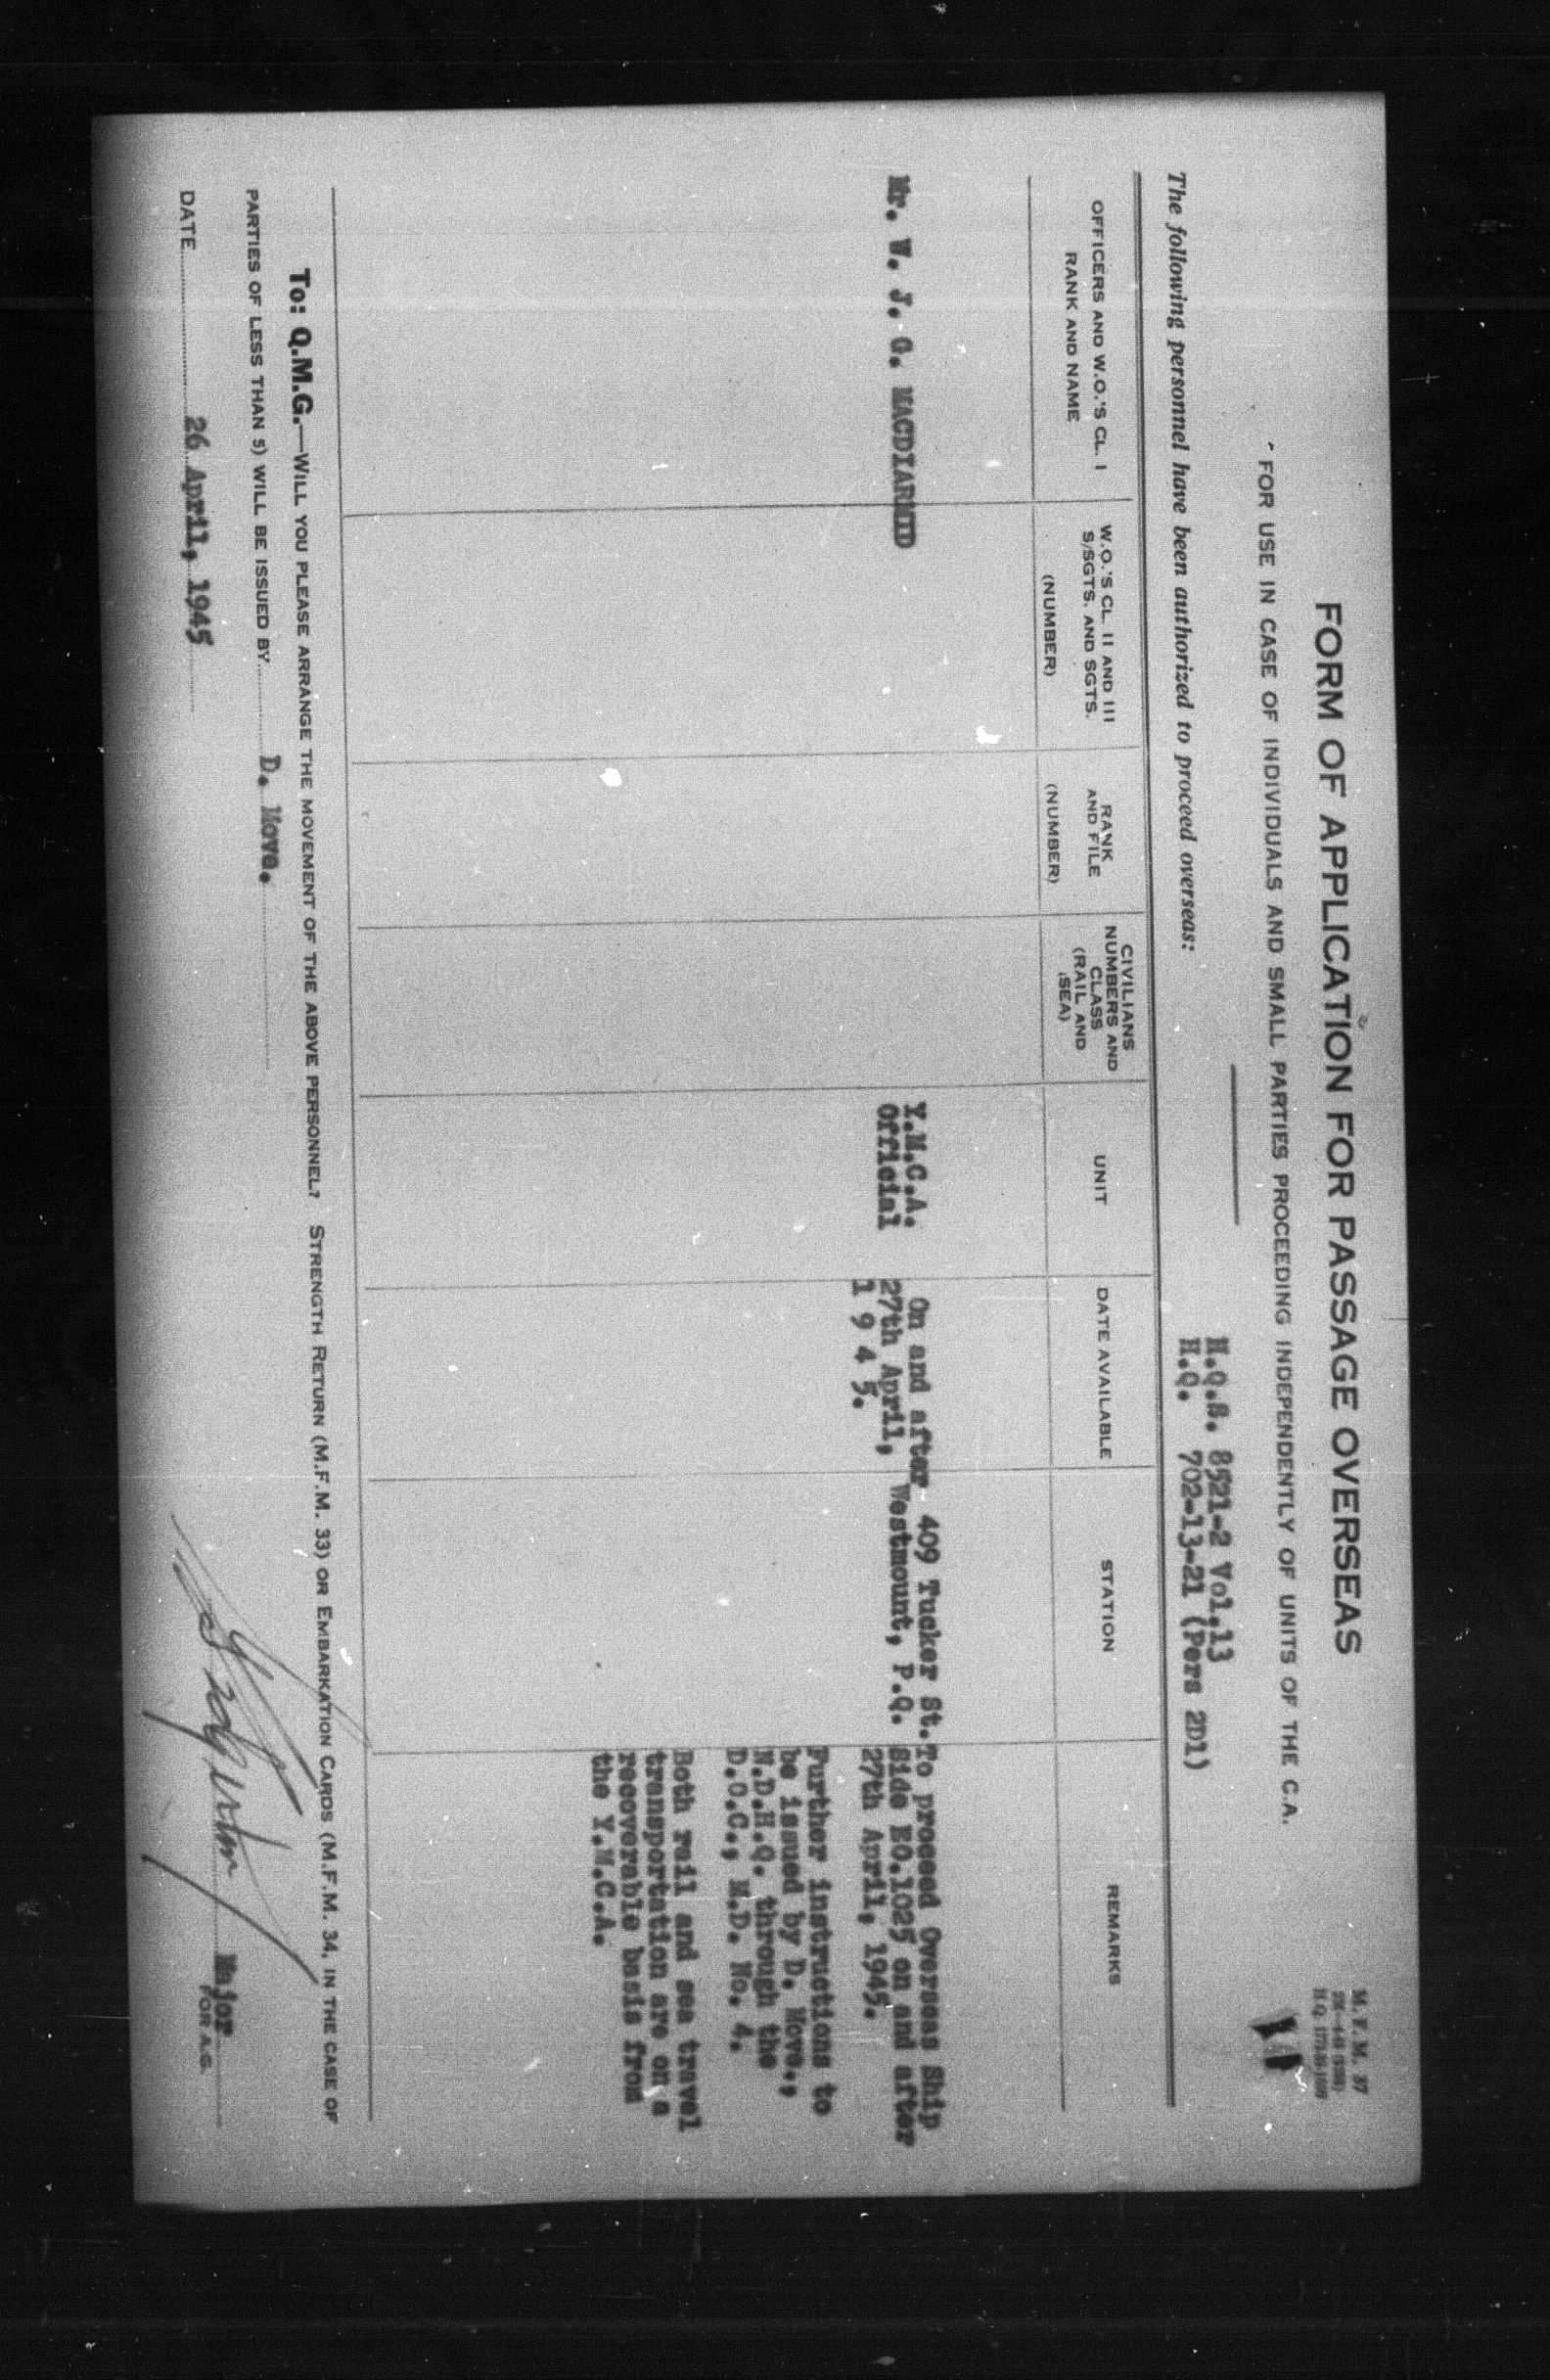 M. F. M. 37
FORM OF APPLICATION FOR PASSAGE OVERSEAS
FOR USE IN CASE OF INDIVIDUALS AND SMALL PARTIES PROCEEDING INDEPENDENTLY OF UNITS OF THE C.A.
H.Q.S. 8521-2 Vol.13
H.Q. 702-13-21 (Pers 2D1)
The following personnel have been authorized to proceed overseas:
OFFICERS AND W.O.'S CL. I
RANK AND NAME
W.O.'S CL. II AND III
S/SGTS. AND SGTS.
(NUMBER)
RANK
AND FILE
(NUMBER)
CIVILIANS
NUMBERS AND
CLASS
(RAIL AND
SEA)
UNIT
DATE AVAILABLE
STATION
REMARKS
Mr. W. J. G. MACDIARMID
Y.M.C.A.
Official
On and after
27th April,
1 9 4 5.
409 Tucker St.
Westmount, P.Q.
To proceed Overseas Ship
Side EO.1025 on and after
27th April, 1945.
Further instructions to
be issued by D. Move.,
N.D.H.Q. through the
D.O.C., M.D. No. 4.
Both rail and sea travel
transportation are on a
recoverable basis from
the Y.M.C.A.
To: Q.M.G.—WILL YOU PLEASE ARRANGE THE MOVEMENT OF THE ABOVE PERSONNEL? STRENGTH RETURN (M.F.M. 33) OR EMBARKATION CARDS (M.F.M. 34, IN THE CASE OF
PARTIES OF LESS THAN 5) WILL BE ISSUED BY D. Move.
DATE 26 April, 1945
Major
FOR A.G.